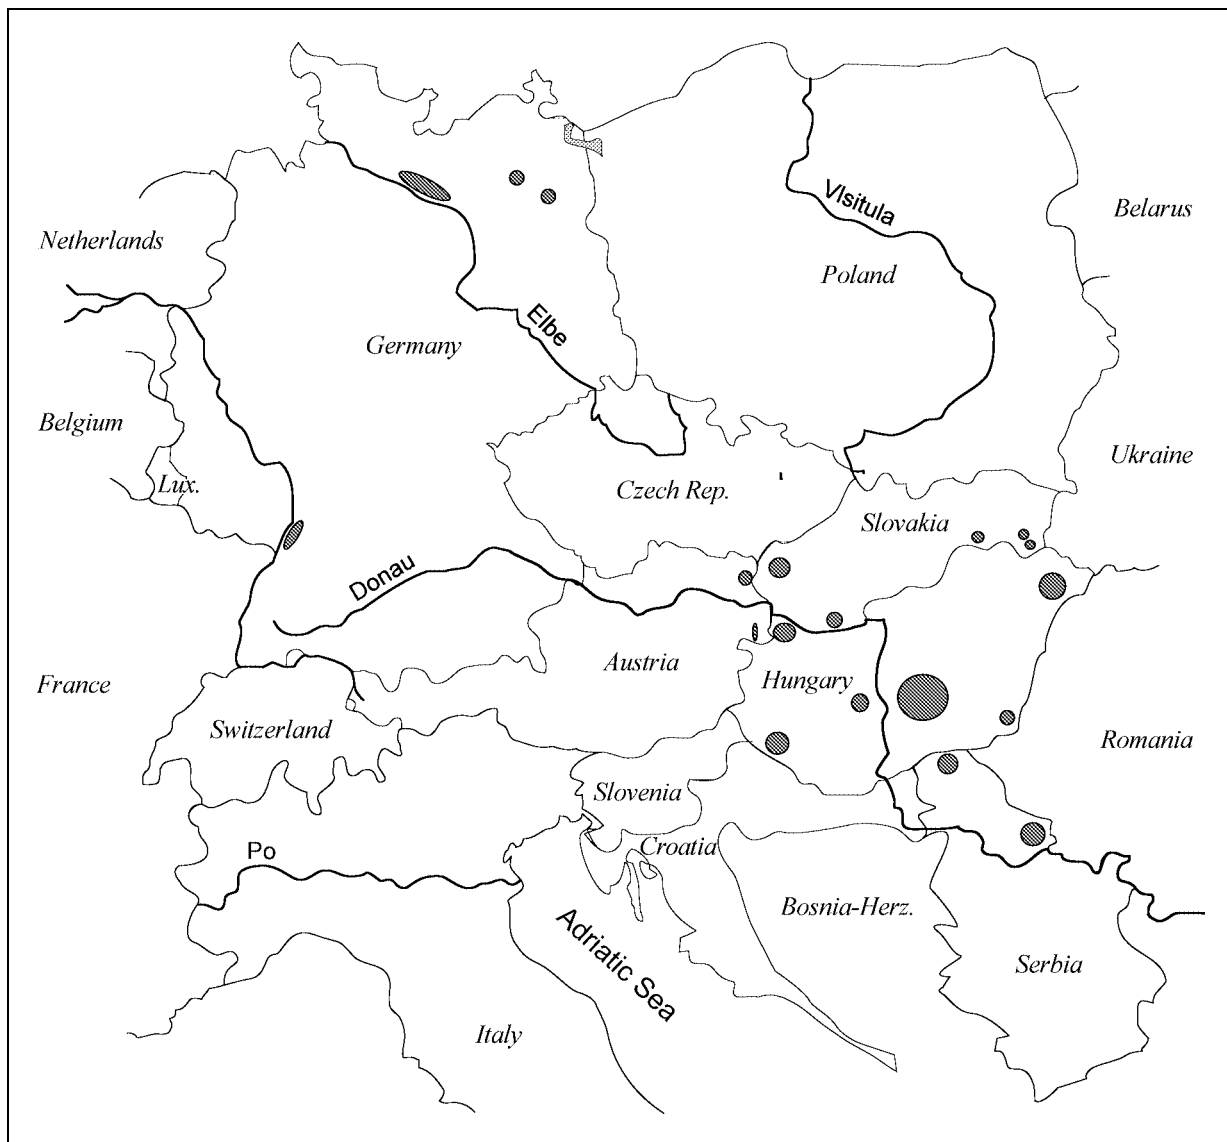 VIsitula
Belarus
Netherlands
Poland
Elbe
Germany
Belgium
Ukraine
Lux.
Czech Rep.
Slovakia
Donau
Austria
France
Hungary
Switzerland
Romania
Slovenia
Po
Croatia
Bosnia-Herz.
Adriatic Sea
Serbia
Italy